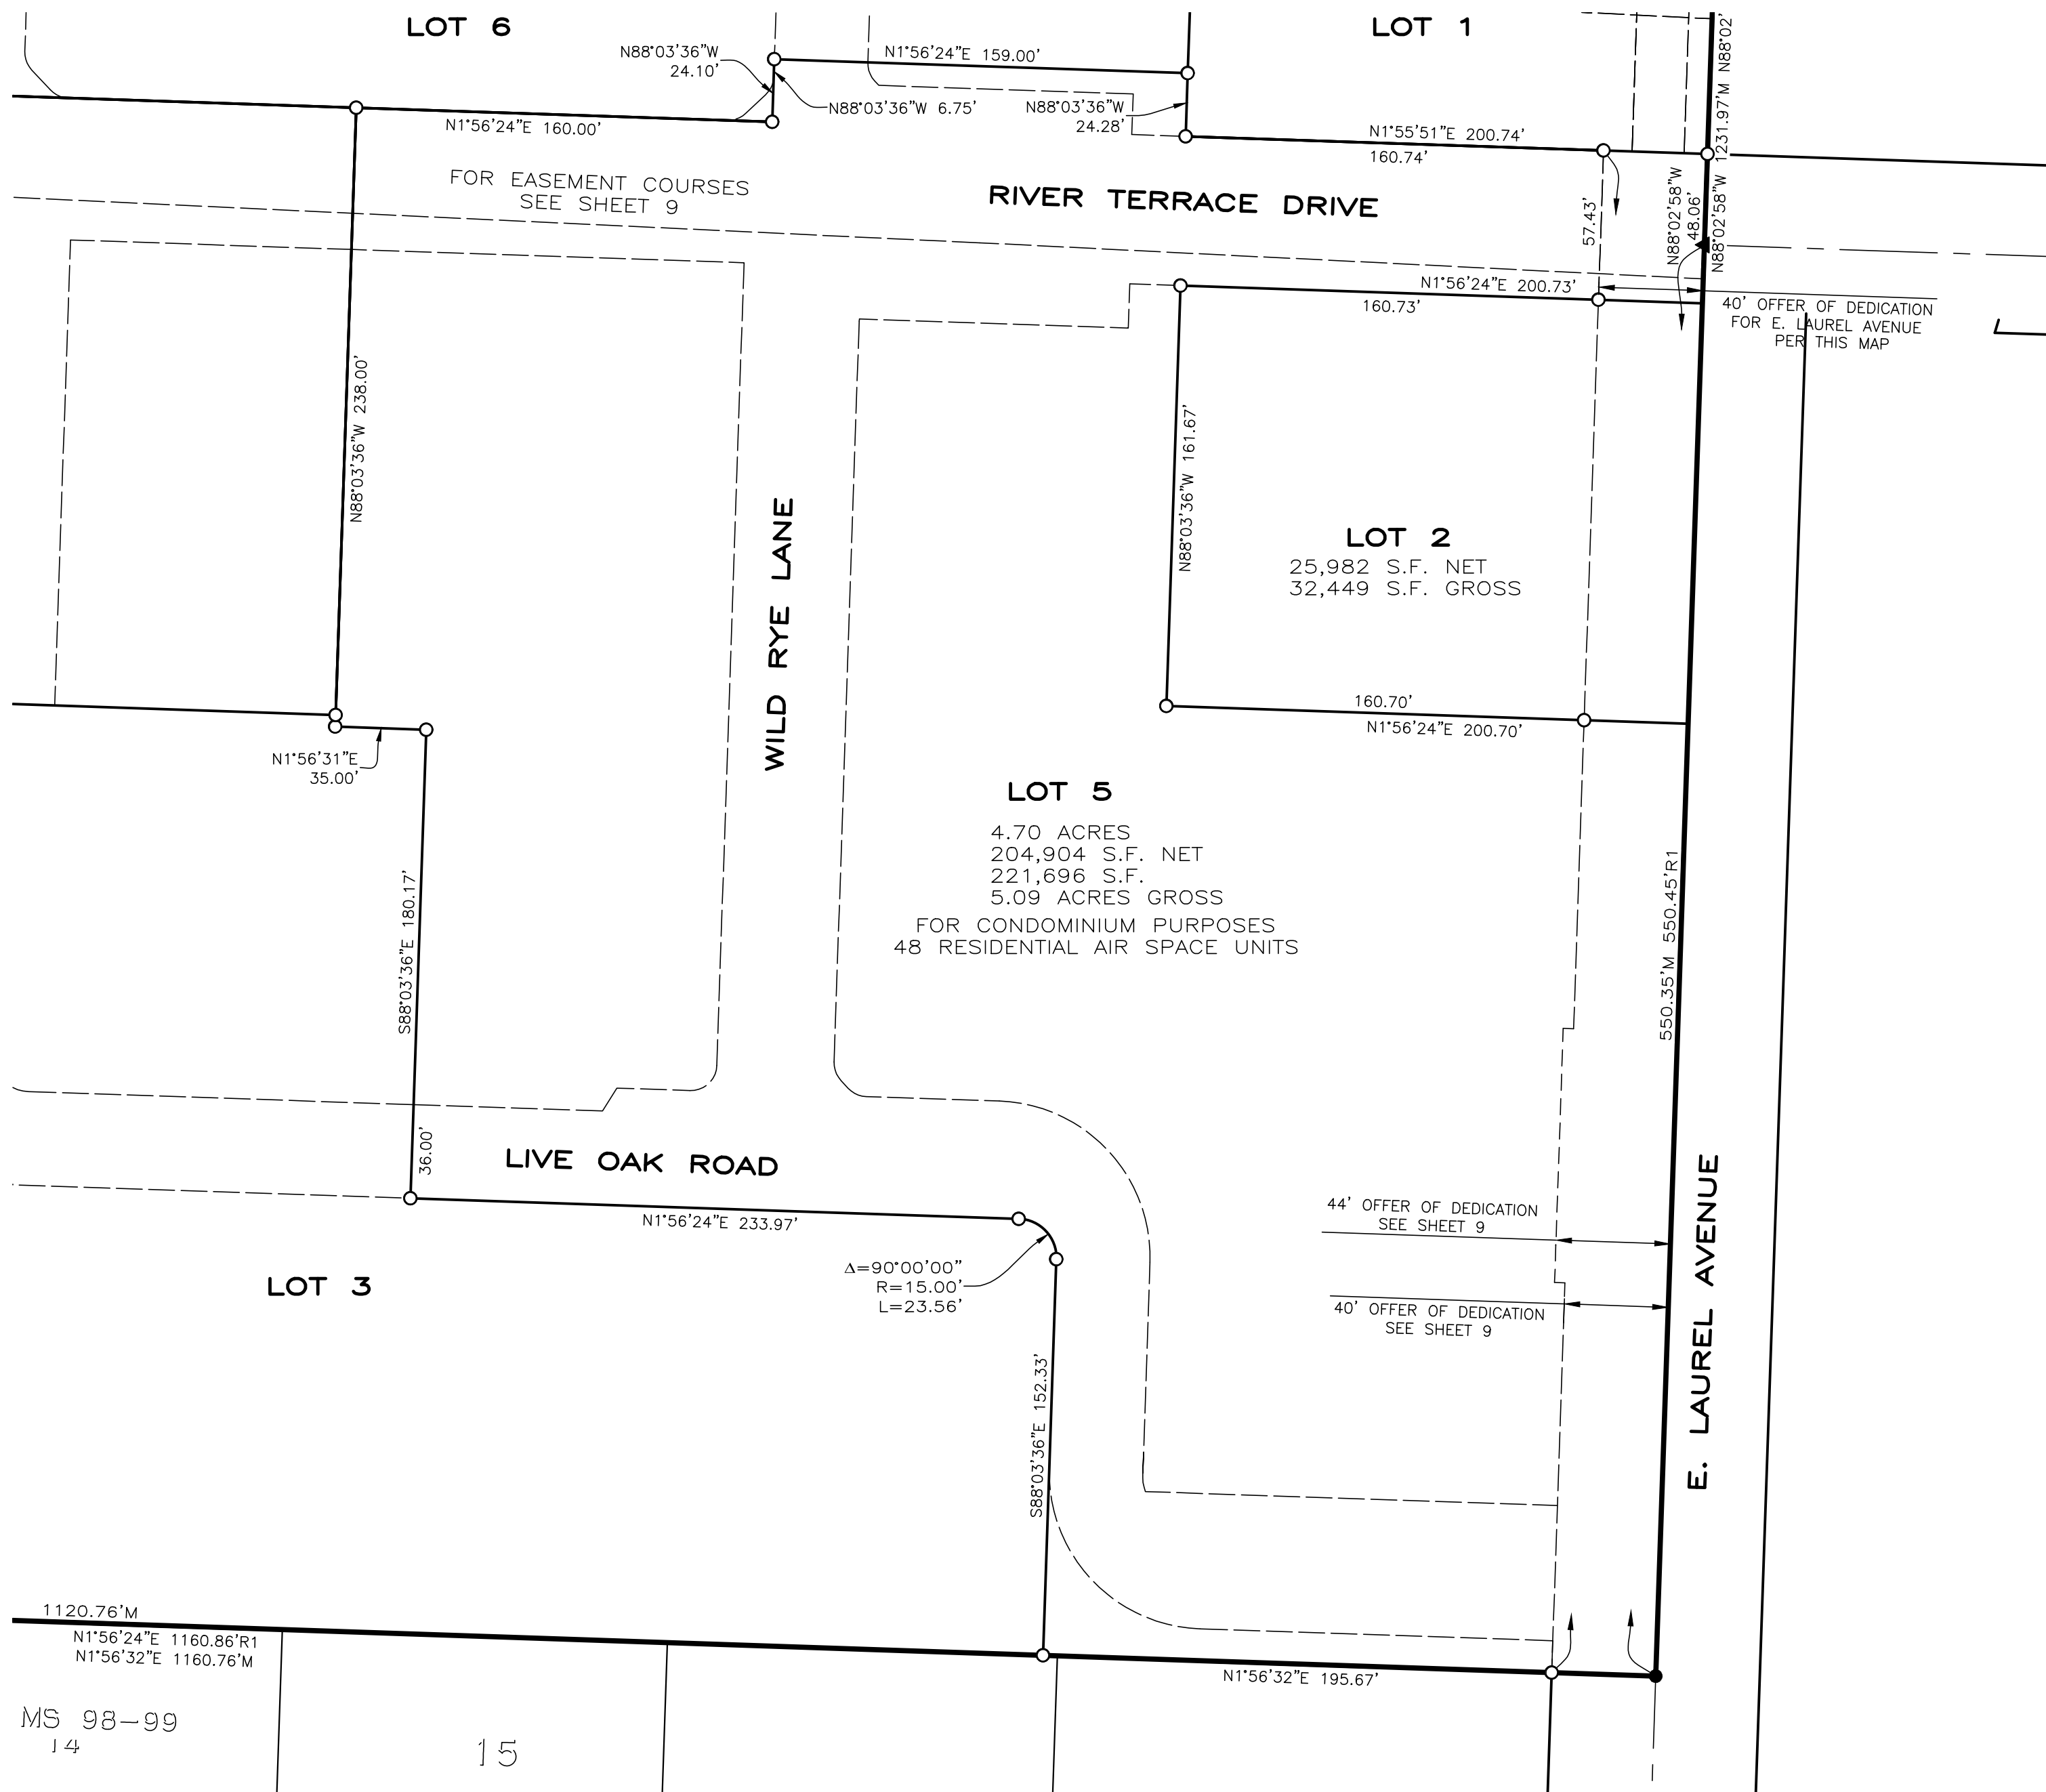 LOT 6
LOT 1
N88°03'36"W
24.10'
N1°56'24"E 159.00'
N88°03'36"W 6.75'
N88°03'36"W
24.28'
N1°56'24"E 160.00'
N1°55'51"E 200.74'
160.74'
1231.97'M N88°02'
N88°02'58"W
FOR EASEMENT COURSES
SEE SHEET 9
RIVER TERRACE DRIVE
57.43'
N88°02'58"W
48.06'
N1°56'24"E 200.73'
160.73'
40' OFFER OF DEDICATION
FOR E. LAUREL AVENUE
PER THIS MAP
N88°03'36"W 238.00'
N88°03'36"W 161.67'
WILD RYE LANE
LOT 2
25,982 S.F. NET
32,449 S.F. GROSS
160.70'
N1°56'24"E 200.70'
N1°56'31"E
35.00'
LOT 5
4.70 ACRES
204,904 S.F. NET
221,696 S.F.
5.09 ACRES GROSS
FOR CONDOMINIUM PURPOSES
48 RESIDENTIAL AIR SPACE UNITS
S88°03'36"E 180.17'
550.35'M 550.45'R1
36.00'
LIVE OAK ROAD
N1°56'24"E 233.97'
44' OFFER OF DEDICATION
SEE SHEET 9
E. LAUREL AVENUE
LOT 3
Δ=90°00'00"
R=15.00'
L=23.56'
40' OFFER OF DEDICATION
SEE SHEET 9
S88°03'36"E 152.33'
1120.76'M
N1°56'24"E 1160.86'R1
N1°56'32"E 1160.76'M
N1°56'32"E 195.67'
MS 98-99
14
15